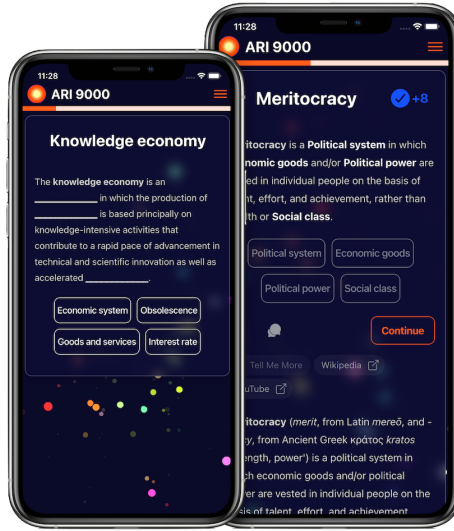 11:28
ARI 9000
Knowledge economy
The knowledge economy is an
______________ in which the production of
______________ is based principally on
knowledge-intensive activities that
contribute to a rapid pace of advancement in
technical and scientific innovation as well as
accelerated ______________.
Economic system
Obsolescence
Goods and services
Interest rate
11:28
ARI 9000
Meritocracy
+8
is a Political system in which
and/or Political power are
in individual people on the basis of
effort, and achievement, rather than
or Social class.
Political system
Economic goods
Political power
Social class
Continue
Tell Me More
Wikipedia
(merit, from Latin mereō, and -
from Ancient Greek κράτος kratos
power') is a political system in
economic goods and/or political
are vested in individual people on the
of talent, effort, and achievement,